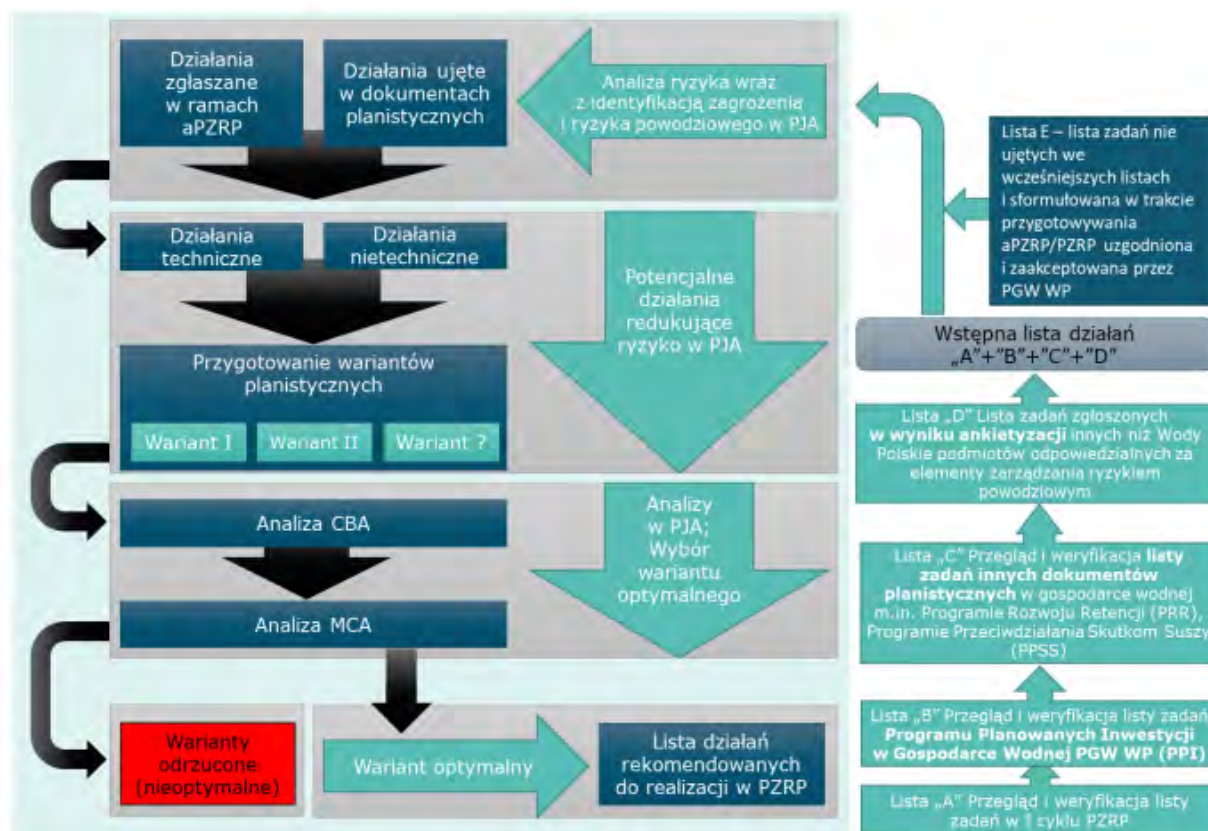 Działania
zgłaszane
w ramach
aPZRP
Działania ujęte
w dokumentach
planistycznych
Analiza ryzyka wraz
z identyfikacją zagrożenia
i ryzyka powodziowego w PJA
Działania
techniczne
Działania
nietechniczne
Potencjalne
działania
redukujące
ryzyko w PJA
Przygotowanie wariantów
planistycznych
Wariant I
Wariant II
Wariant ?
Analiza CBA
Analiza MCA
Analizy
w PJA;
Wybór
wariantu
optymalnego
Warianty
odrzucone
(nieoptymalne)
Wariant optymalny
Lista działań
rekomendowanych
do realizacji w PZRP
Lista E – lista zadań nie
ujętych we
wcześniejszych listach
i sformułowana w trakcie
przygotowywania
aPZRP/PZRP uzgodniona
i zaakceptowana przez
PGW WP
Wstępna lista działań
„A”+”B”+”C”+”D”
Lista „D” Lista zadań zgłoszonych
w wyniku ankietyzacji innych niż Wody
Polskie podmiotów odpowiedzialnych za
elementy zarządzania ryzykiem
powodziowym
Lista „C” Przegląd i weryfikacja listy
zadań innych dokumentów
planistycznych w gospodarce wodnej
m.in. Programie Rozwoju Retencji (PRR),
Programie Przeciwdziałania Skutkom Suszy
(PPSS)
Lista „B” Przegląd i weryfikacja listy zadań
Programu Planowanych Inwestycji
w Gospodarce Wodnej PGW WP (PPI)
Lista „A” Przegląd i weryfikacja listy
zadań w 1 cyklu PZRP